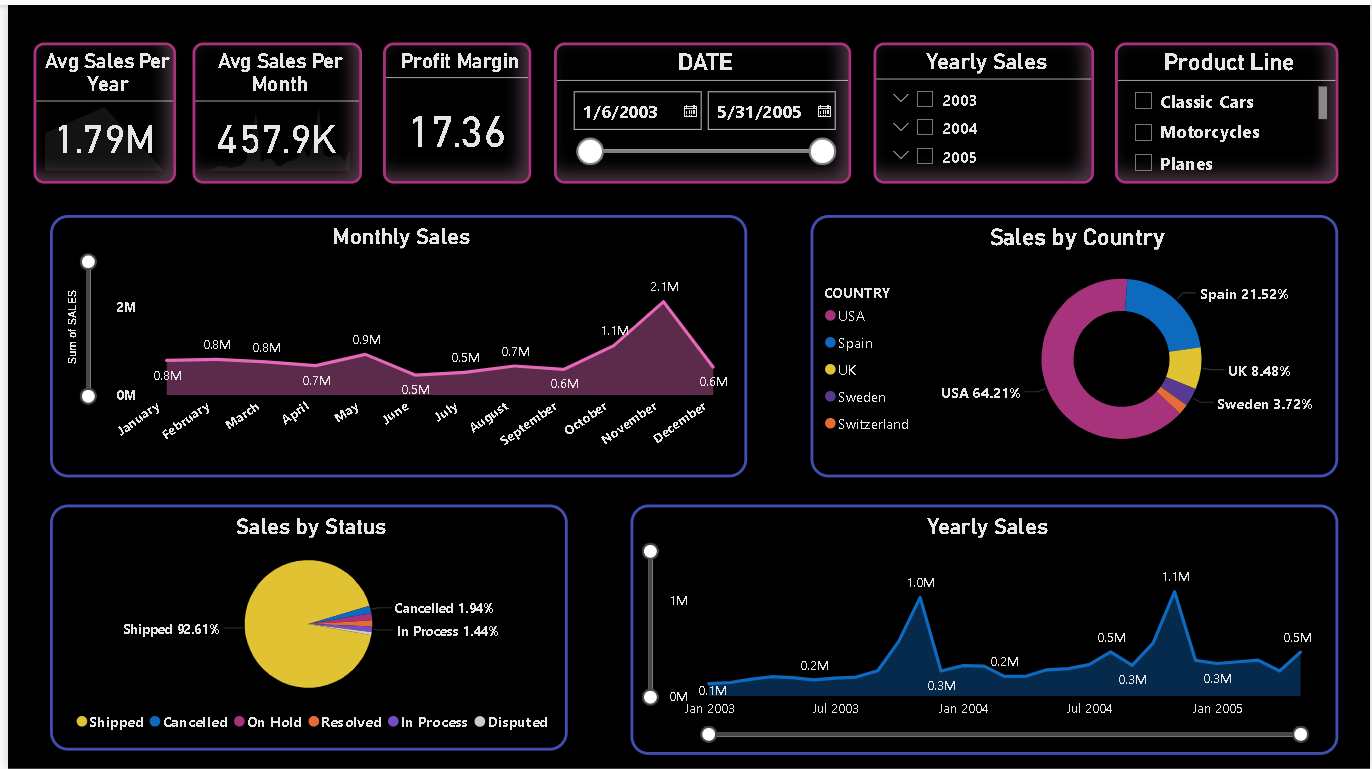 Avg Sales Per
Year
1.79M
Avg Sales Per
Month
457.9K
Profit Margin
17.36
DATE
1/6/2003
5/31/2005
Yearly Sales
2003
2004
2005
Product Line
Classic Cars
Motorcycles
Planes
Monthly Sales
Sum of SALES
2M
0M
0.8M
0.8M
0.8M
0.7M
0.9M
0.5M
0.5M
0.7M
0.6M
1.1M
2.1M
0.6M
January
February
March
April
May
June
July
August
September
October
November
December
Sales by Country
COUNTRY
USA
Spain
UK
Sweden
Switzerland
Spain 21.52%
UK 8.48%
Sweden 3.72%
USA 64.21%
Sales by Status
Shipped 92.61%
Cancelled 1.94%
In Process 1.44%
Shipped Cancelled On Hold Resolved In Process Disputed
Yearly Sales
1M
0M
0.1M
0.2M
1.0M
0.3M
0.2M
0.5M
0.3M
1.1M
0.3M
0.5M
Jan 2003
Jul 2003
Jan 2004
Jul 2004
Jan 2005